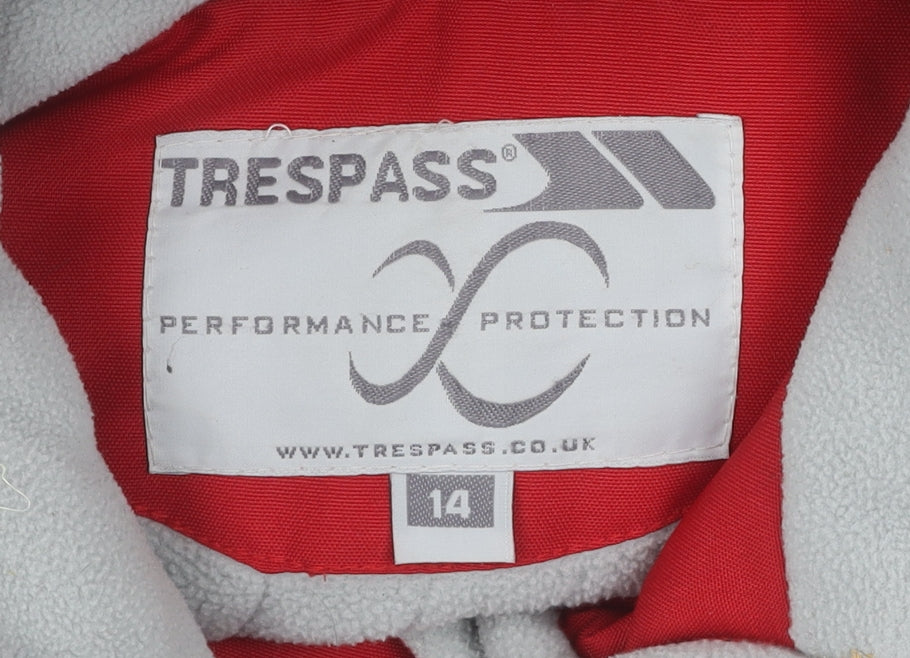 TRESPASS®
PERFORMANCE PROTECTION
WWW.TRESPASS.CO.UK
14